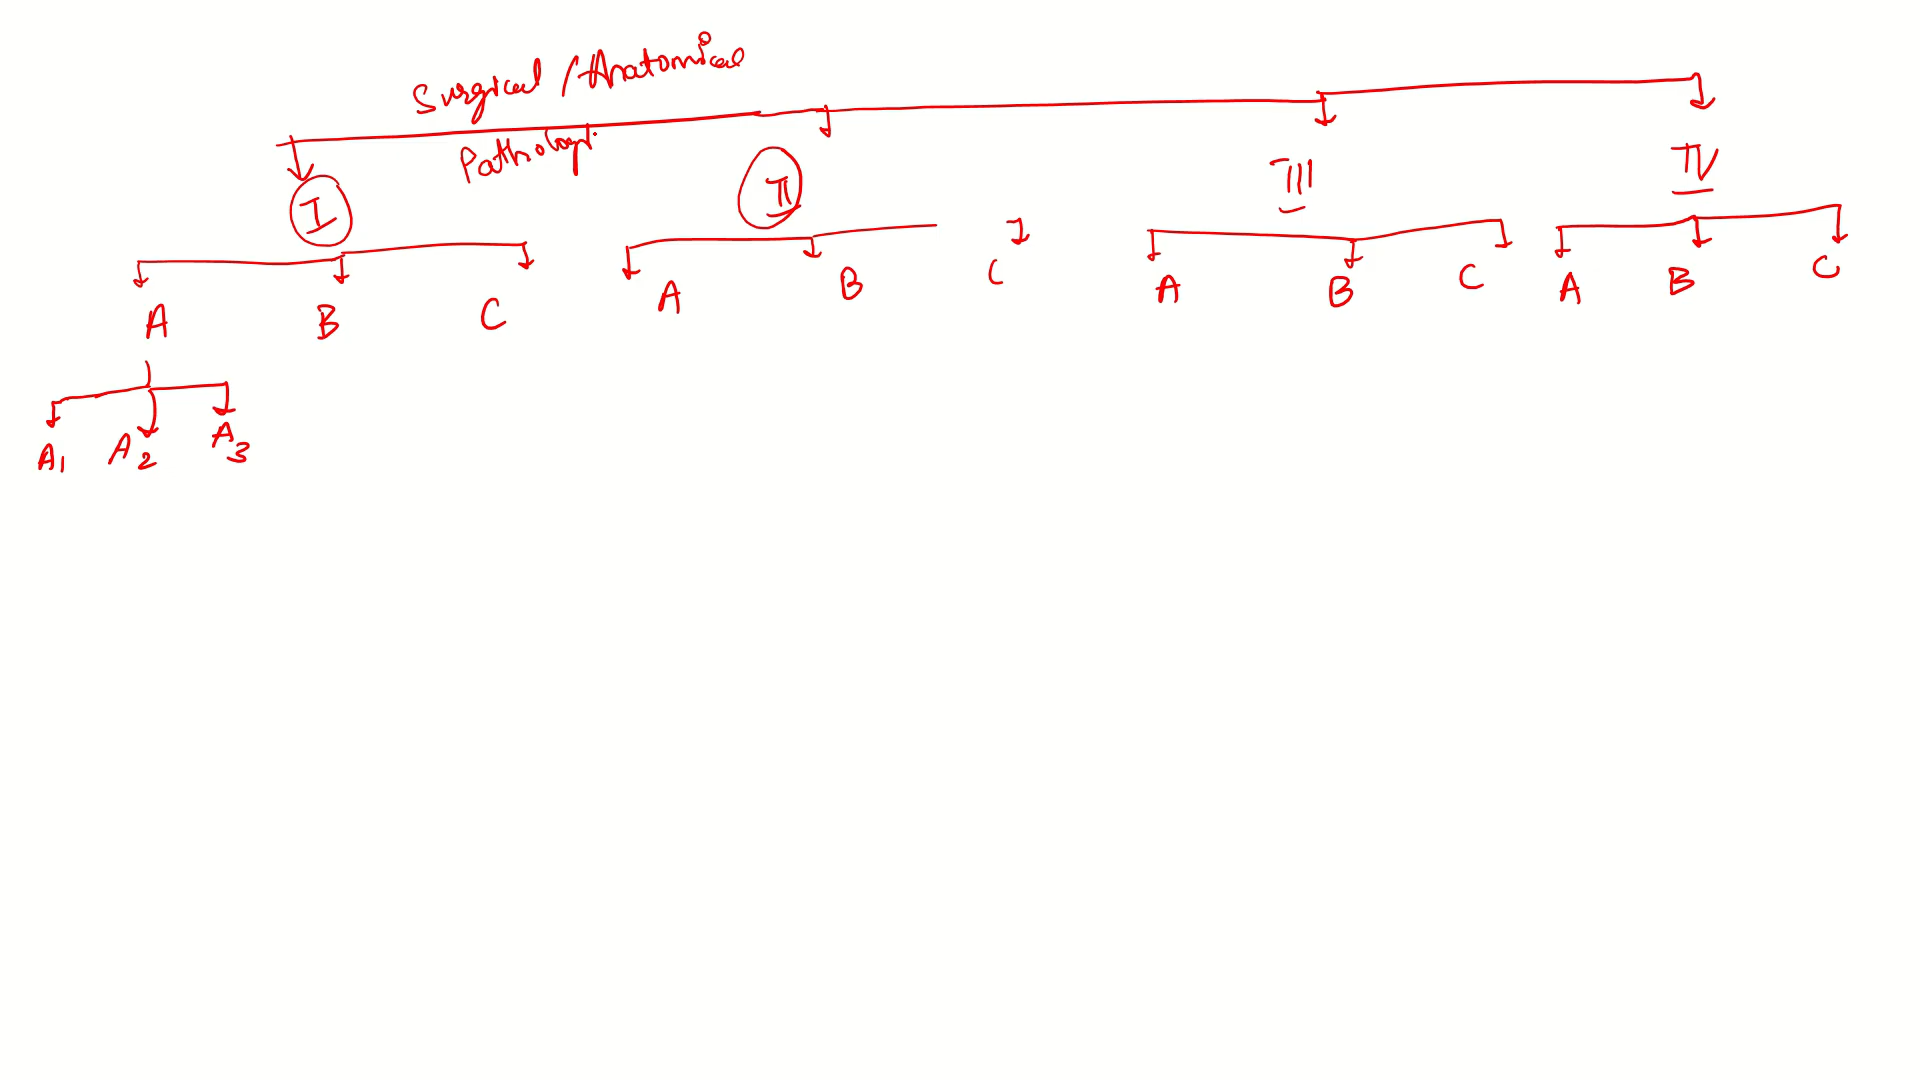 Surgical / Anatomical
Pathology
I II III IV
A B C A B C A B C A B C
A1 A2 A3